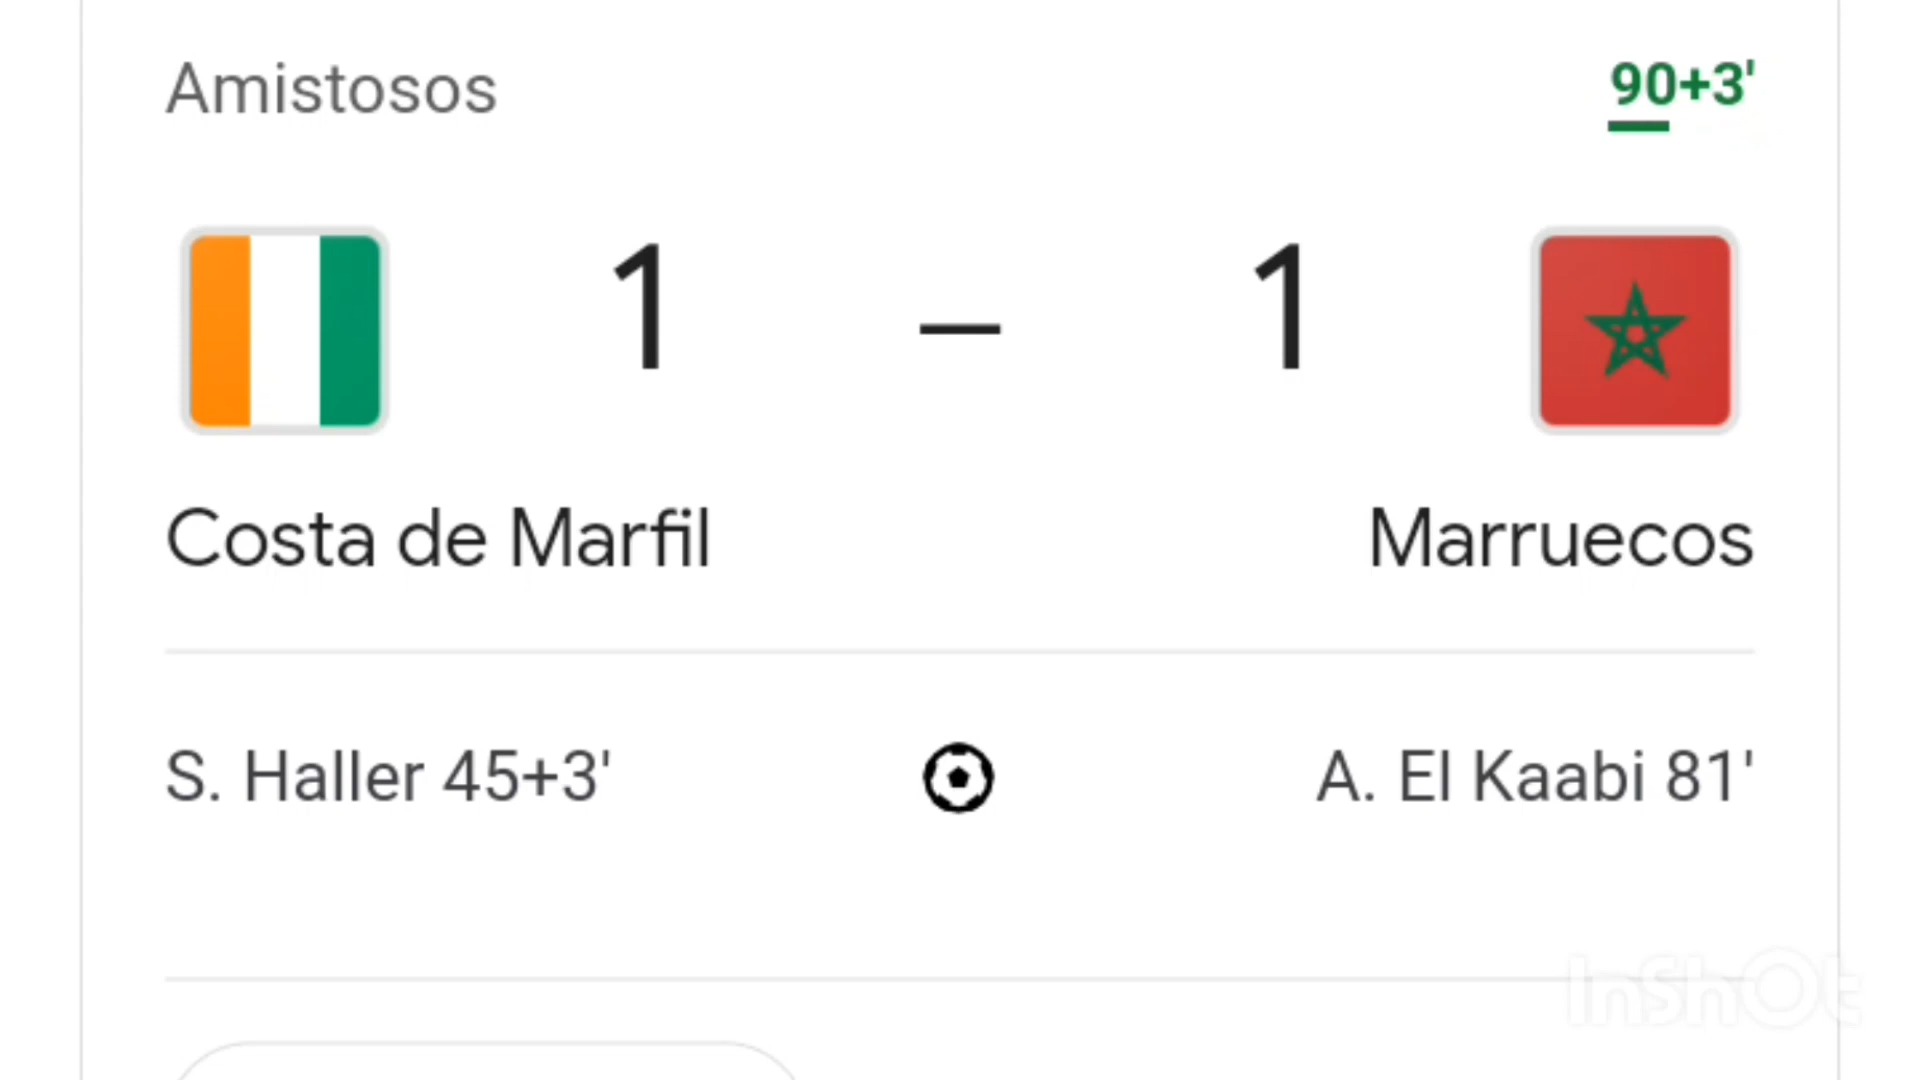 Amistosos
90+3'
1 – 1
Costa de Marfil
Marruecos
S. Haller 45+3'
A. El Kaabi 81'
InShOt